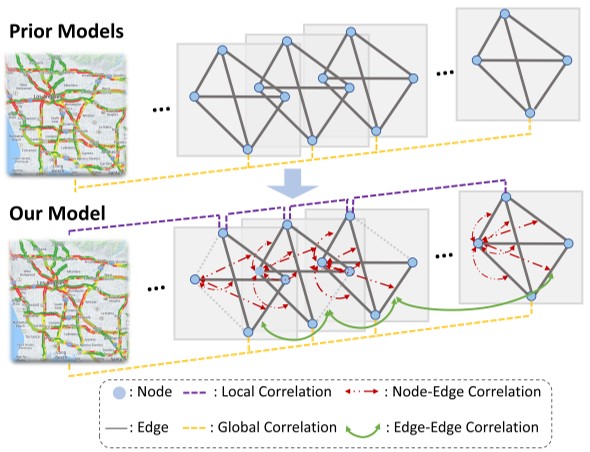 Prior Models
...
...
Our Model
...
...
: Node : Local Correlation : Node-Edge Correlation
: Edge : Global Correlation : Edge-Edge Correlation